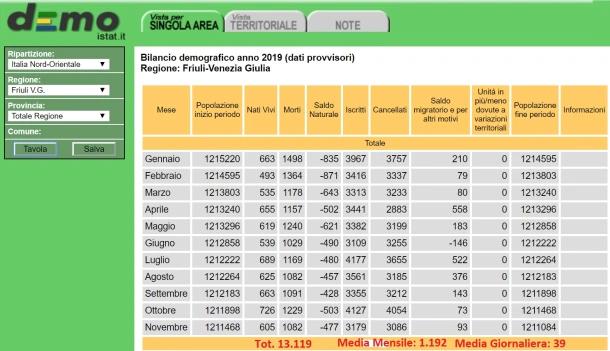 demo
istat.it
Vista per
SINGOLA AREA
Vista
TERRITORIALE
NOTE
Ripartizione:
Italia Nord-Orientale
Regione:
Friuli V.G.
Provincia:
Totale Regione
Comune:
Tavola Salva
Bilancio demografico anno 2019 (dati provvisori)
Regione: Friuli-Venezia Giulia
Mese Popolazione inizio periodo Nati Vivi Morti Saldo Naturale Iscritti Cancellati Saldo migratorio e per altri motivi Unità in più/meno dovute a variazioni territoriali Popolazione fine periodo Informazioni
Totale
Gennaio 1215220 663 1498 -835 3967 3757 210 0 1214595
Febbraio 1214595 493 1364 -871 3416 3337 79 0 1213803
Marzo 1213803 535 1178 -643 3313 3233 80 0 1213240
Aprile 1213240 655 1157 -502 3441 2883 558 0 1213296
Maggio 1213296 619 1240 -621 3382 3199 183 0 1212858
Giugno 1212858 539 1029 -490 3109 3255 -146 0 1212222
Luglio 1212222 689 1169 -480 4177 3655 522 0 1212264
Agosto 1212264 625 1082 -457 3561 3185 376 0 1212183
Settembre 1212183 663 1091 -428 3355 3212 143 0 1211898
Ottobre 1211898 726 1229 -503 4127 4054 73 0 1211468
Novembre 1211468 605 1082 -477 3179 3086 93 0 1211084
Tot. 13.119 Media Mensile: 1.192 Media Giornaliera: 39